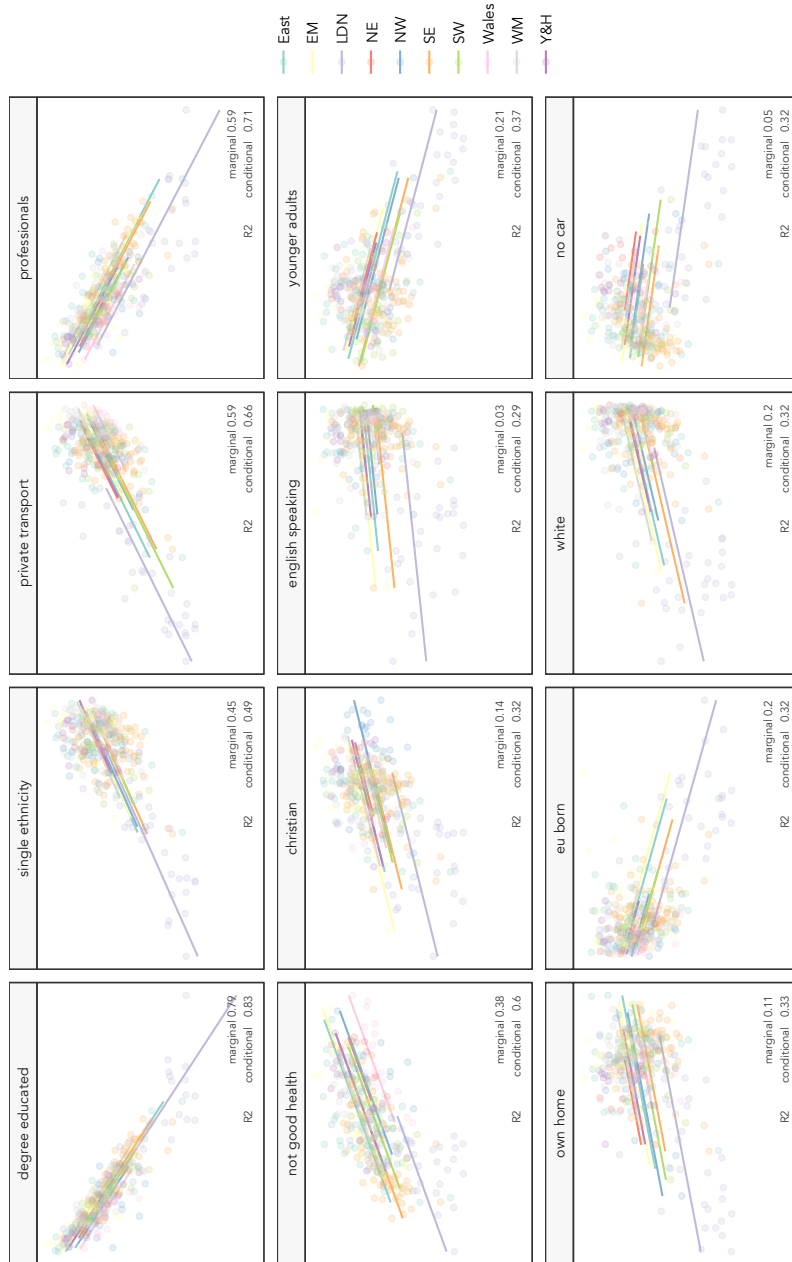 degree educated
R2
marginal 0.79
conditional 0.83
single ethnicity
R2
marginal 0.45
conditional 0.49
private transport
R2
marginal 0.59
conditional 0.66
professionals
R2
marginal 0.59
conditional 0.71
not good health
R2
marginal 0.38
conditional 0.6
christian
R2
marginal 0.14
conditional 0.32
english speaking
R2
marginal 0.03
conditional 0.29
younger adults
R2
marginal 0.21
conditional 0.37
own home
R2
marginal 0.11
conditional 0.33
eu born
R2
marginal 0.2
conditional 0.32
white
R2
marginal 0.2
conditional 0.32
no car
R2
marginal 0.05
conditional 0.32
East
EM
LDN
NE
NW
SE
SW
Wales
WM
Y&H